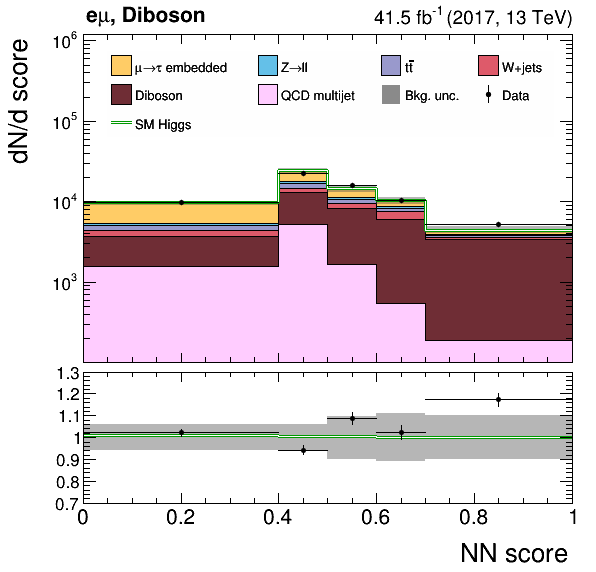 eμ, Diboson 41.5 fb⁻¹ (2017, 13 TeV)
dN/d score
10⁶
10⁵
10⁴
10³
μ→τ embedded Z→ll tt̄ W+jets
Diboson QCD multijet Bkg. unc. Data
SM Higgs
1.3
1.2
1.1
1
0.9
0.8
0.7
0 0.2 0.4 0.6 0.8 1
NN score